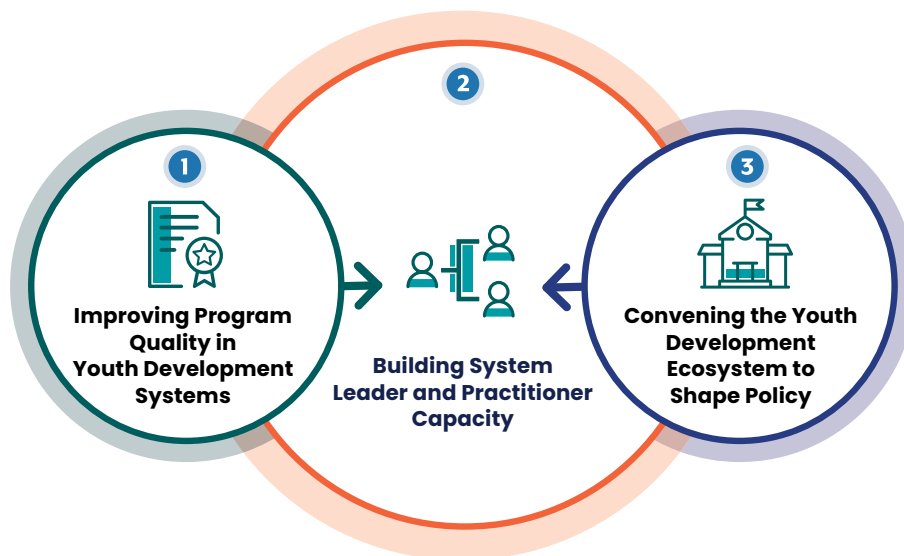 1
Improving Program
Quality in
Youth Development
Systems
2
Building System
Leader and Practitioner
Capacity
3
Convening the Youth
Development
Ecosystem to
Shape Policy